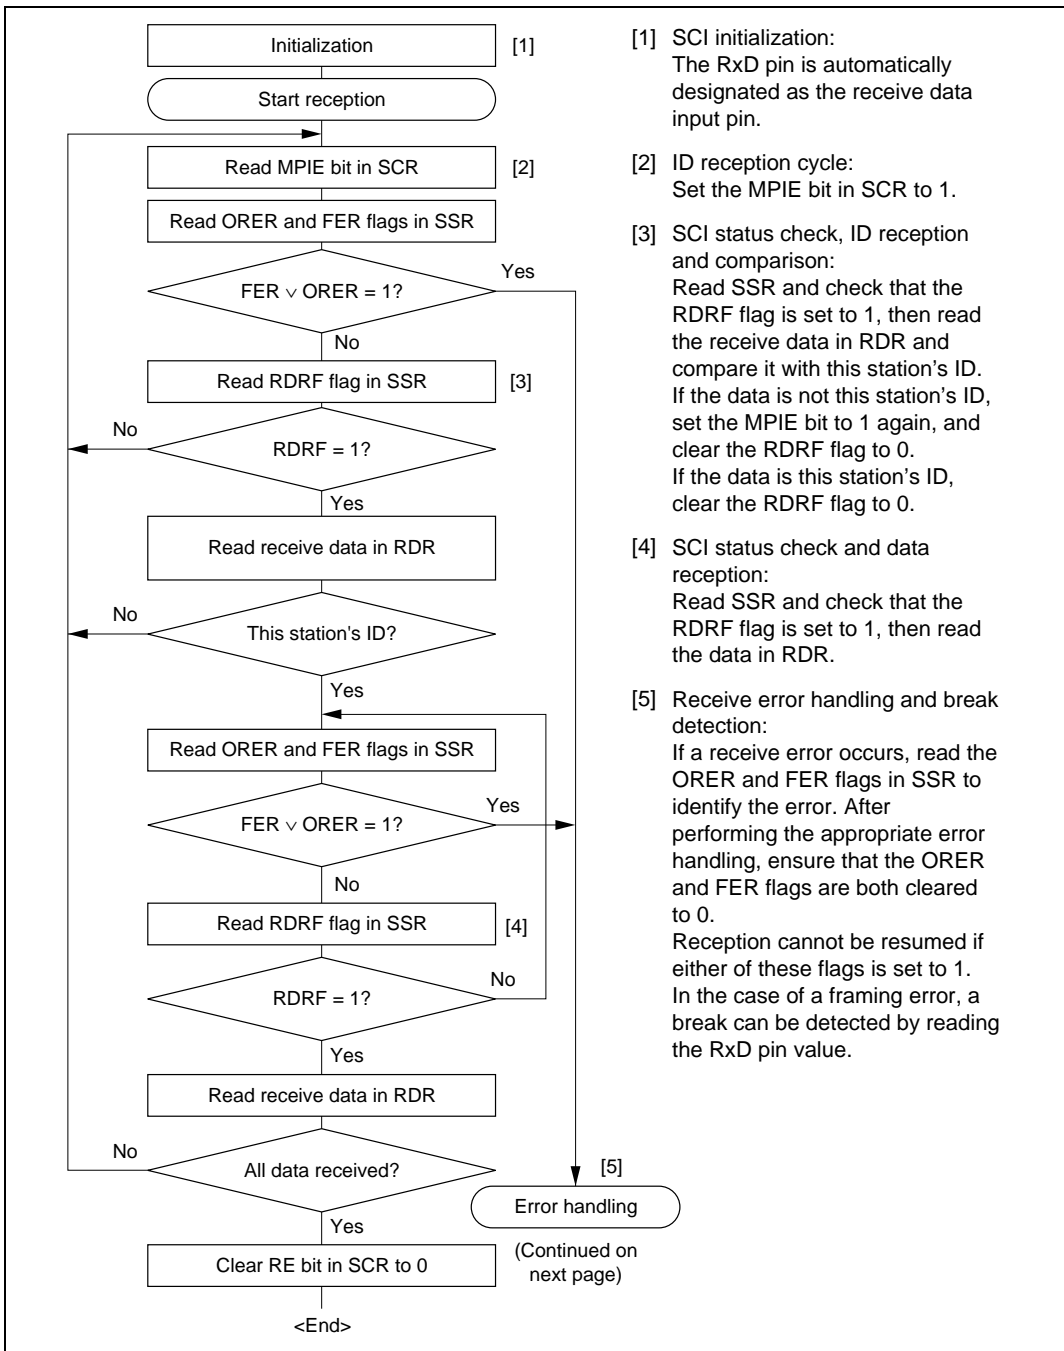 Initialization
[1]
Start reception
Read MPIE bit in SCR
[2]
Read ORER and FER flags in SSR
FER ∨ ORER = 1?
Yes
No
Read RDRF flag in SSR
[3]
No
RDRF = 1?
Yes
Read receive data in RDR
No
This station's ID?
Yes
Read ORER and FER flags in SSR
FER ∨ ORER = 1?
Yes
No
Read RDRF flag in SSR
[4]
No
RDRF = 1?
Yes
Read receive data in RDR
No
All data received?
[5]
Error handling
Yes
(Continued on
next page)
Clear RE bit in SCR to 0
<End>
[1] SCI initialization:
The RxD pin is automatically
designated as the receive data
input pin.
[2] ID reception cycle:
Set the MPIE bit in SCR to 1.
[3] SCI status check, ID reception
and comparison:
Read SSR and check that the
RDRF flag is set to 1, then read
the receive data in RDR and
compare it with this station's ID.
If the data is not this station's ID,
set the MPIE bit to 1 again, and
clear the RDRF flag to 0.
If the data is this station's ID,
clear the RDRF flag to 0.
[4] SCI status check and data
reception:
Read SSR and check that the
RDRF flag is set to 1, then read
the data in RDR.
[5] Receive error handling and break
detection:
If a receive error occurs, read the
ORER and FER flags in SSR to
identify the error. After
performing the appropriate error
handling, ensure that the ORER
and FER flags are both cleared
to 0.
Reception cannot be resumed if
either of these flags is set to 1.
In the case of a framing error, a
break can be detected by reading
the RxD pin value.